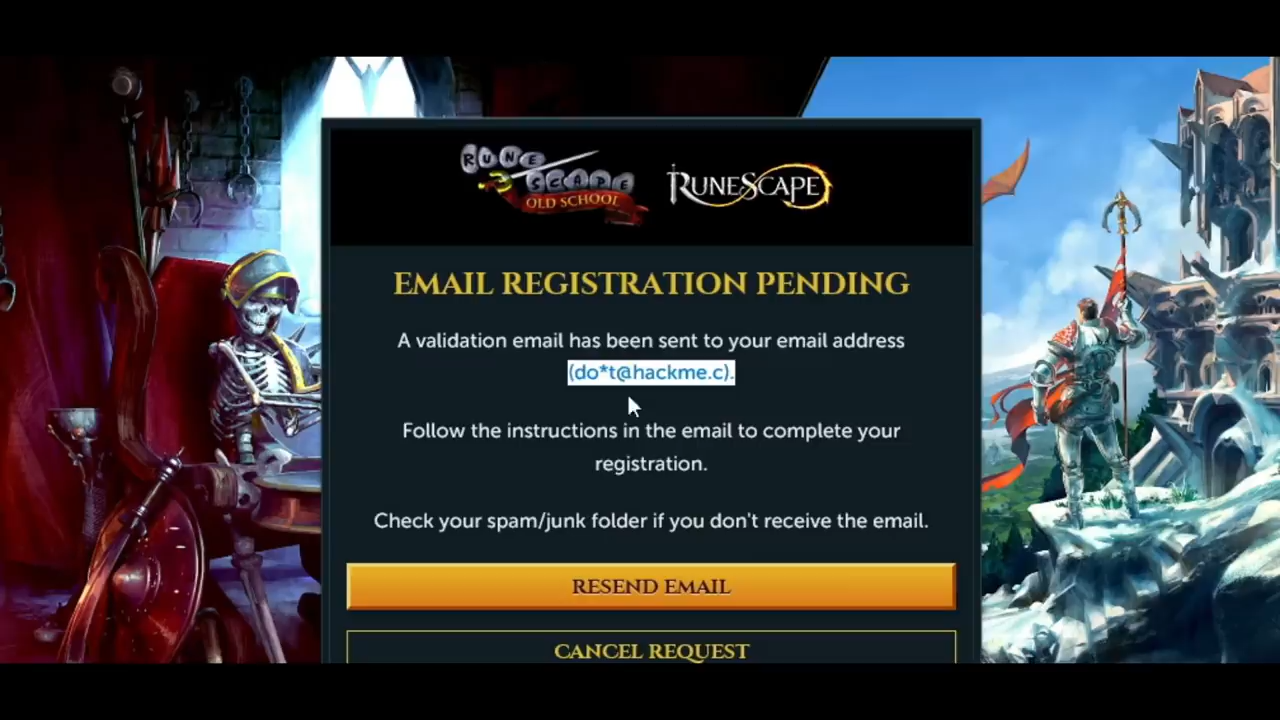 RUNE
SCAPE
OLD SCHOOL
RUNESCAPE
EMAIL REGISTRATION PENDING
A validation email has been sent to your email address
(do*t@hackme.c).
Follow the instructions in the email to complete your
registration.
Check your spam/junk folder if you don't receive the email.
RESEND EMAIL
CANCEL REQUEST